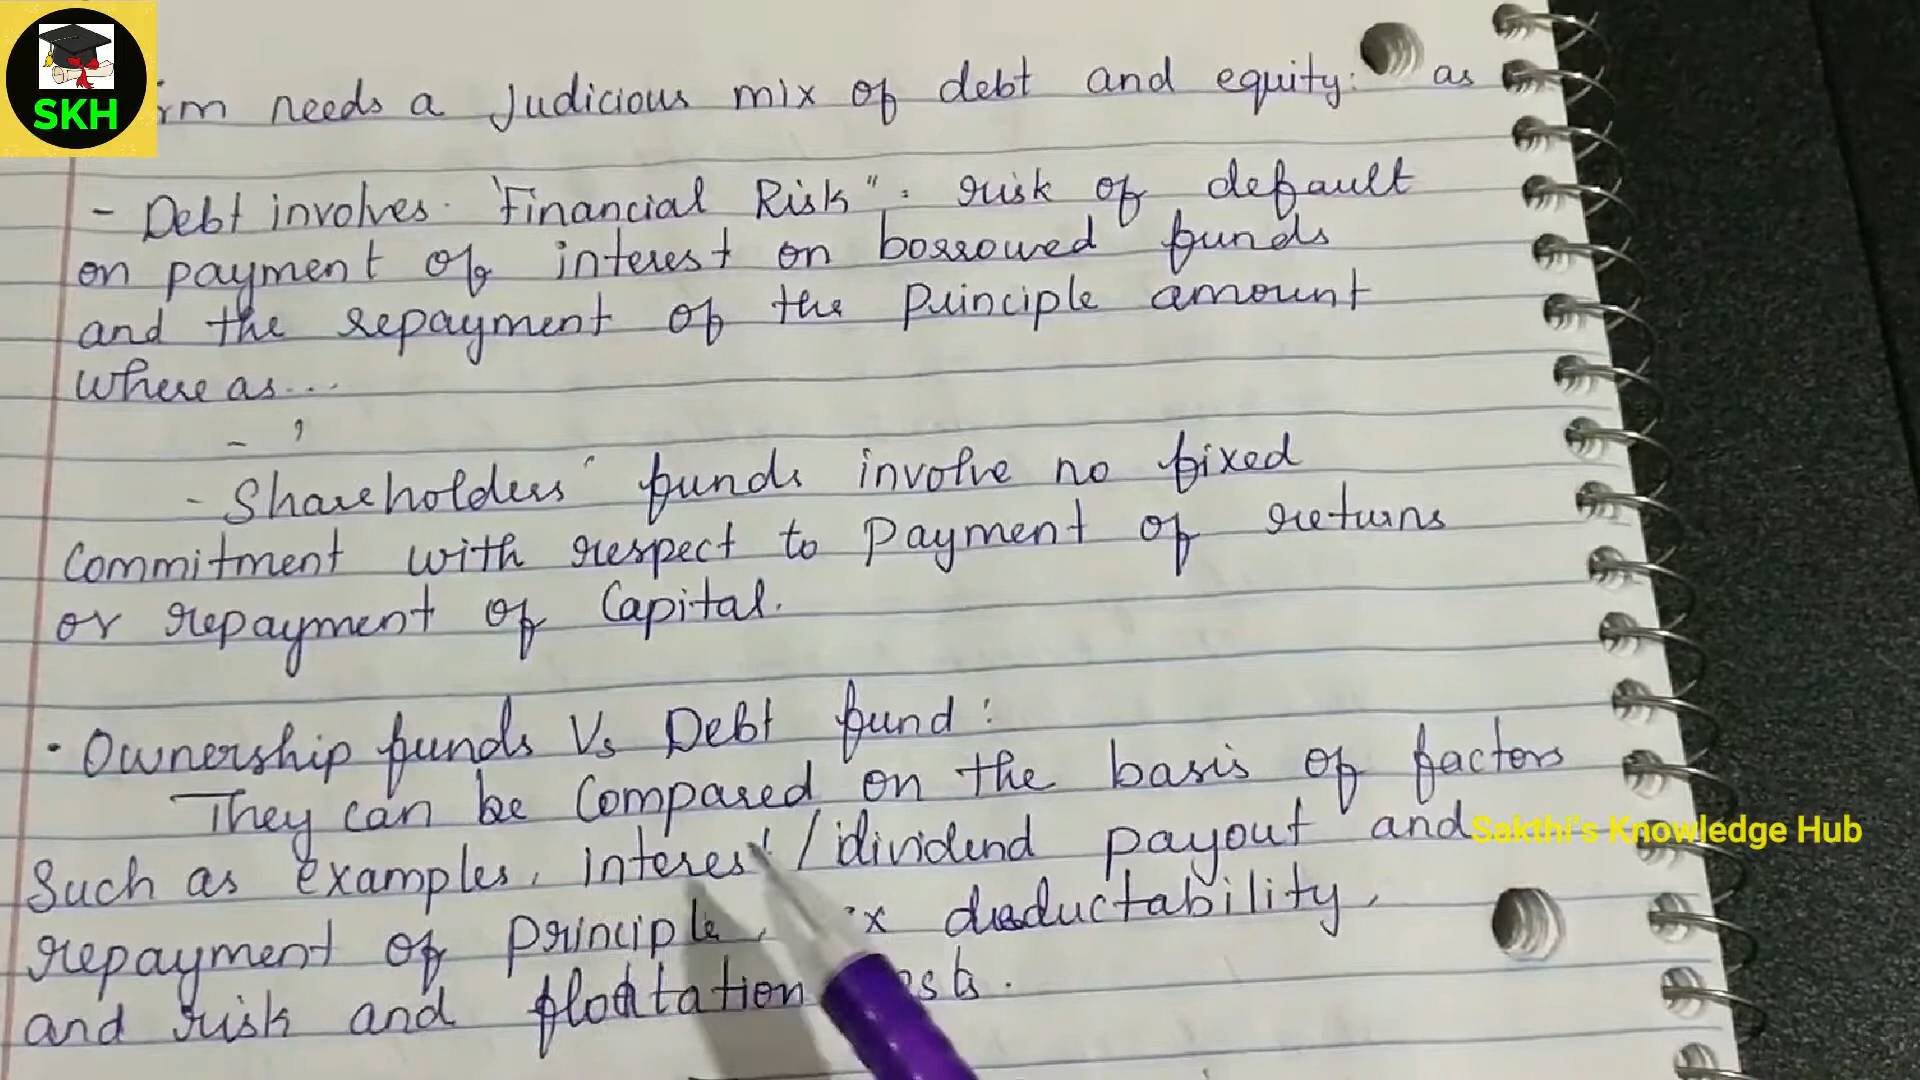 SKH
irm needs a Judicious mix of debt and equity: as
- Debt involves. 'Financial Risk" : risk of default
on payment of interest on borrowed funds
and the repayment of the Principle amount
Where as...
- Shareholders' funds involve no fixed
Commitment with respect to Payment of returns
or repayment of Capital.
• Ownership funds Vs Debt fund :
They can be Compared on the basis of factors
Such as examples, interest / dividend payout and
Sakthi's Knowledge Hub
repayment of Principle, x deductability,
and risk and flotation sts.